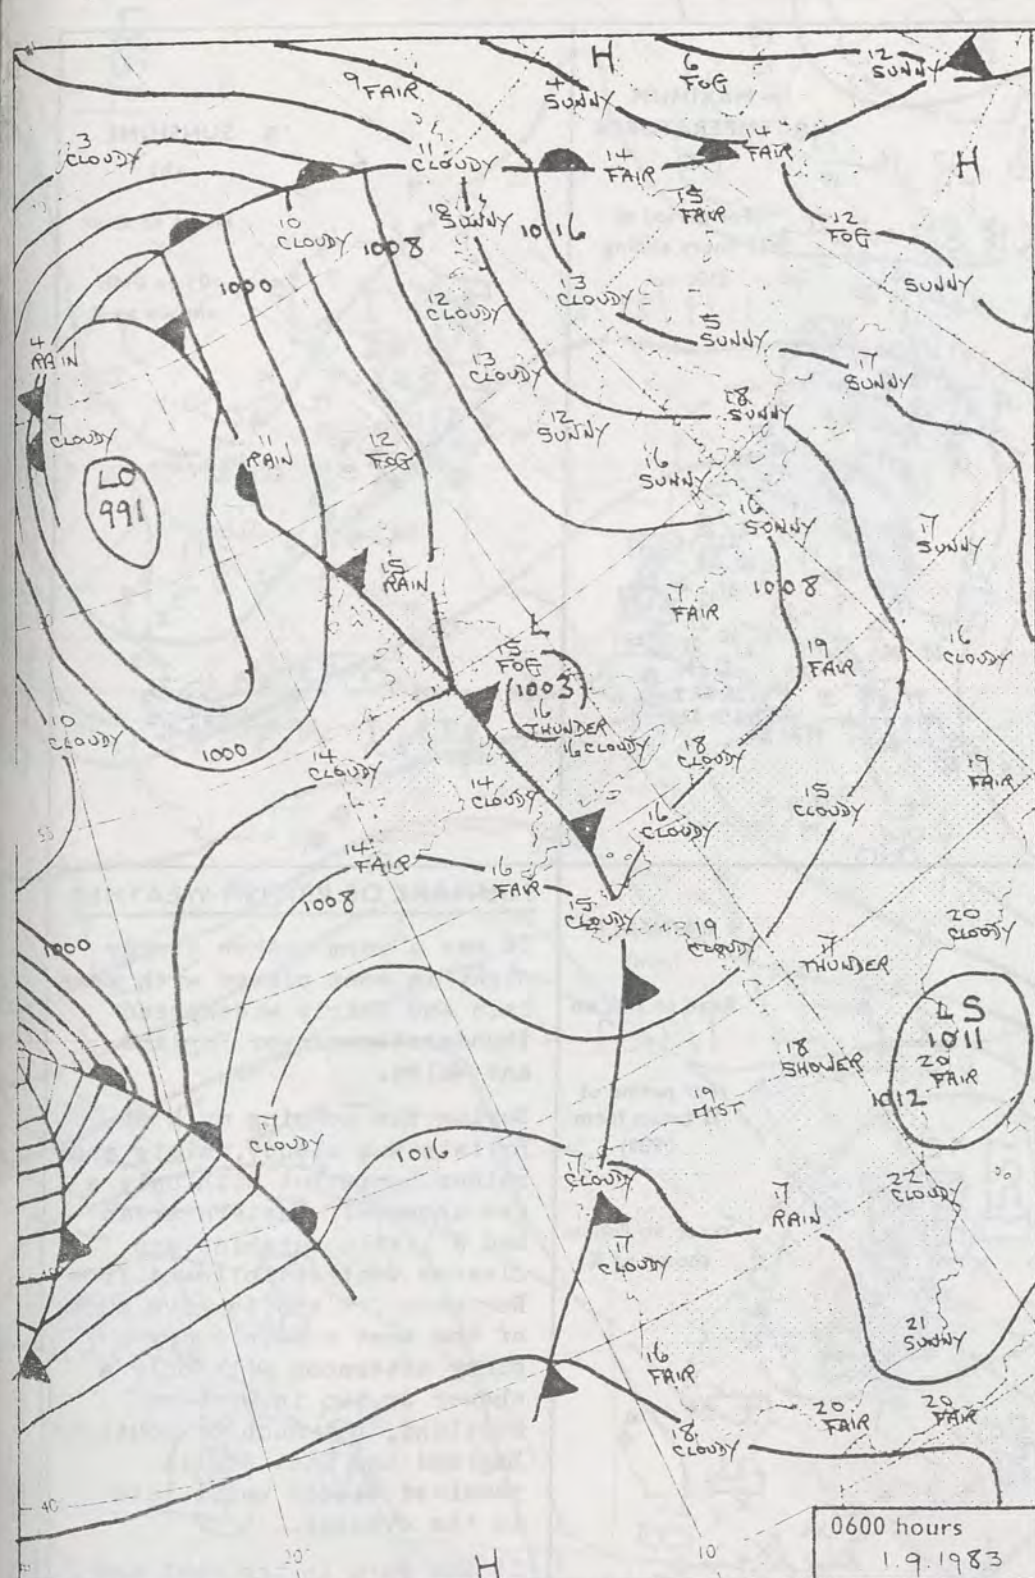 H
6
FOG
12
SUNNY
9 FAIR
4
SUNNY
13
CLOUDY
11
CLOUDY
14
FAIR
14
FAIR
H
15
FAIR
10
CLOUDY
1008
10
SUNNY
1016
12
FOG
1000
12
CLOUDY
13
CLOUDY
SUNNY
4
RAIN
15
SUNNY
13
CLOUDY
17
SUNNY
7
CLOUDY
11
RAIN
12
FOG
12
SUNNY
18
SUNNY
LO
991
16
SUNNY
16
SUNNY
17
SUNNY
15
RAIN
17
FAIR
1008
L
15
FOG
1003
16
THUNDER
16 CLOUDY
19
FAIR
16
CLOUDY
10
CLOUDY
1000
14
CLOUDY
14
CLOUDY
18
CLOUDY
15
CLOUDY
19
FAIR
16
CLOUDY
14
FAIR
16
FAIR
1008
15
CLOUDY
1000
19
CLOUDY
17
THUNDER
20
CLOUDY
LS
1011
20
FAIR
1012
18
SHOWER
19
MIST
17
CLOUDY
1016
17
CLOUDY
17
RAIN
22
CLOUDY
17
CLOUDY
21
SUNNY
16
FAIR
18
CLOUDY
20
FAIR
20
FAIR
40
20
H
10
0600 hours
1.9.1983